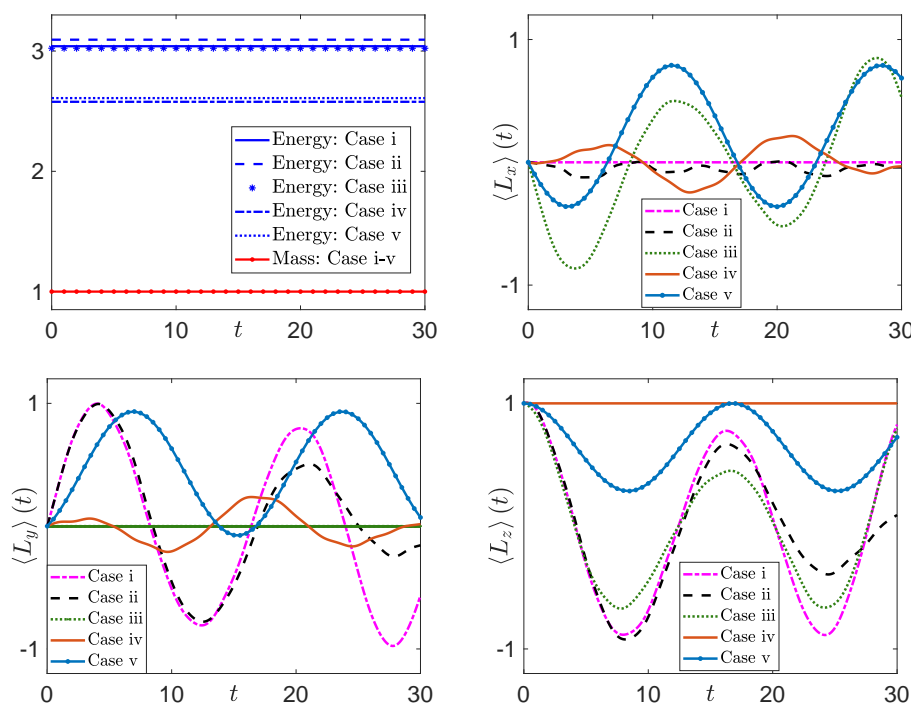 3
2
1
Energy: Case i
Energy: Case ii
Energy: Case iii
Energy: Case iv
Energy: Case v
Mass: Case i-v
0 10 t 20 30
⟨L_x⟩ (t)
1
0
-1
Case i
Case ii
Case iii
Case iv
Case v
0 10 t 20 30
⟨L_y⟩ (t)
1
0
-1
Case i
Case ii
Case iii
Case iv
Case v
0 10 t 20 30
⟨L_z⟩ (t)
1
0
-1
Case i
Case ii
Case iii
Case iv
Case v
0 10 t 20 30